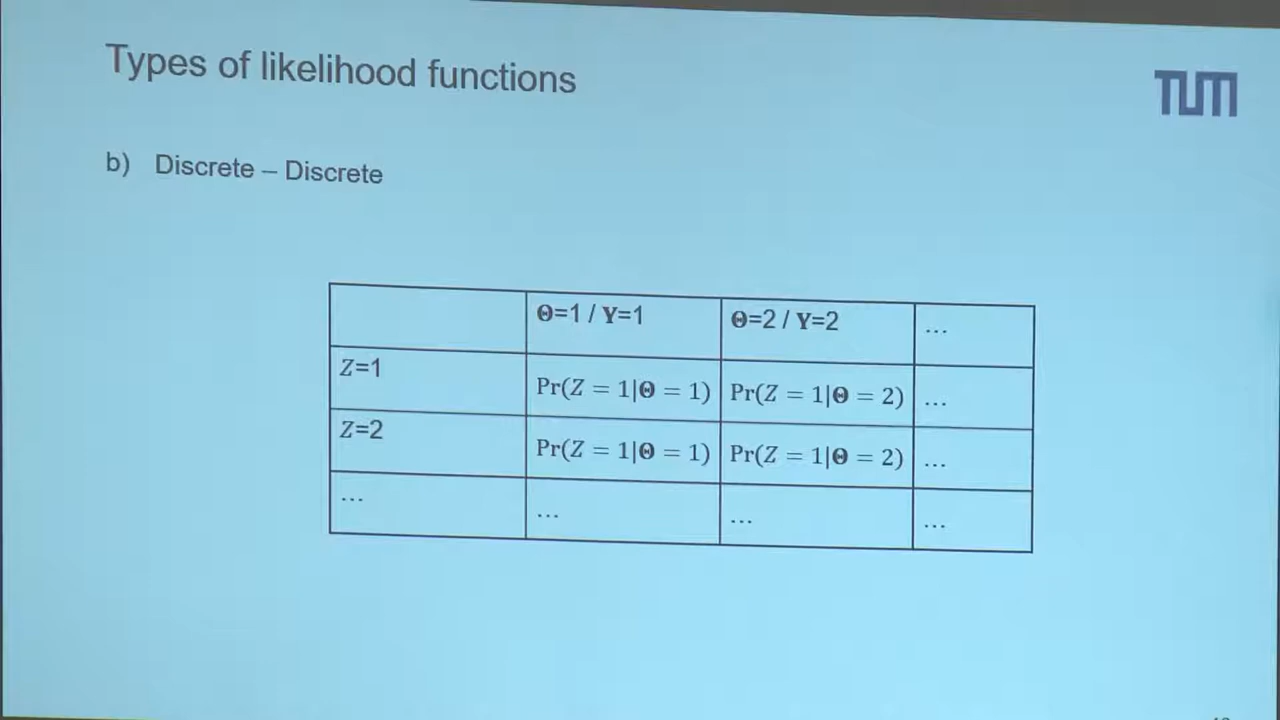 Types of likelihood functions
TUM
b) Discrete – Discrete
Θ=1 / Y=1
Θ=2 / Y=2
...
Z=1
Pr(Z = 1|Θ = 1)
Pr(Z = 1|Θ = 2)
...
Z=2
Pr(Z = 1|Θ = 1)
Pr(Z = 1|Θ = 2)
...
...
...
...
...